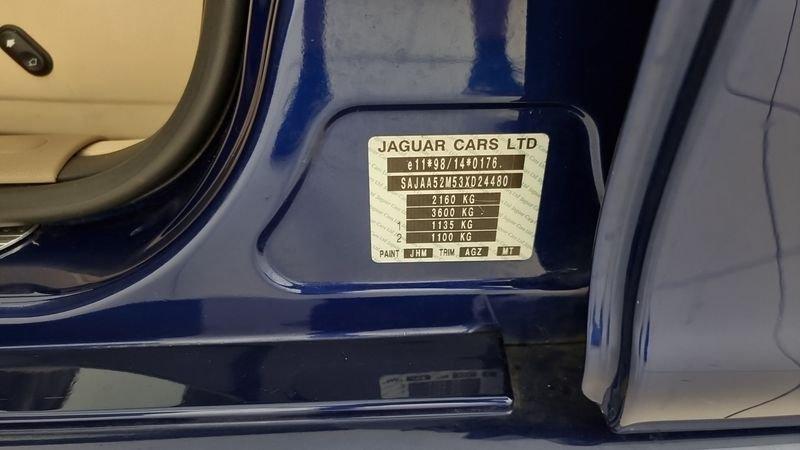 JAGUAR CARS LTD
e11*98/14*0176.
SAJAA52M53XD24480
2160 KG
3600 KG
1 1135 KG
2 1100 KG
PAINT JHM TRIM AGZ MT